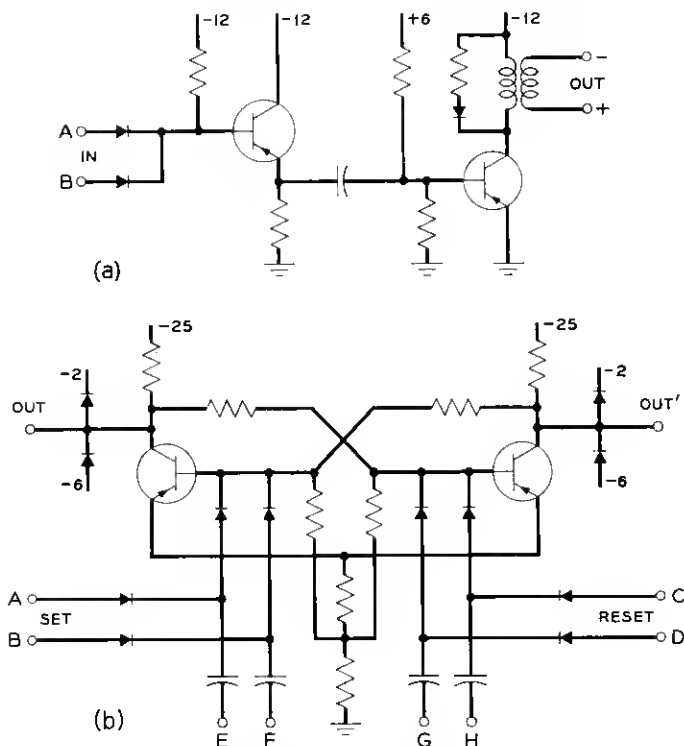 -12 -12 +6 -12
-
OUT
+
A
IN
B
(a)
-25 -25
-2 -2
OUT OUT'
-6 -6
A C
SET RESET
B D
(b) E F G H